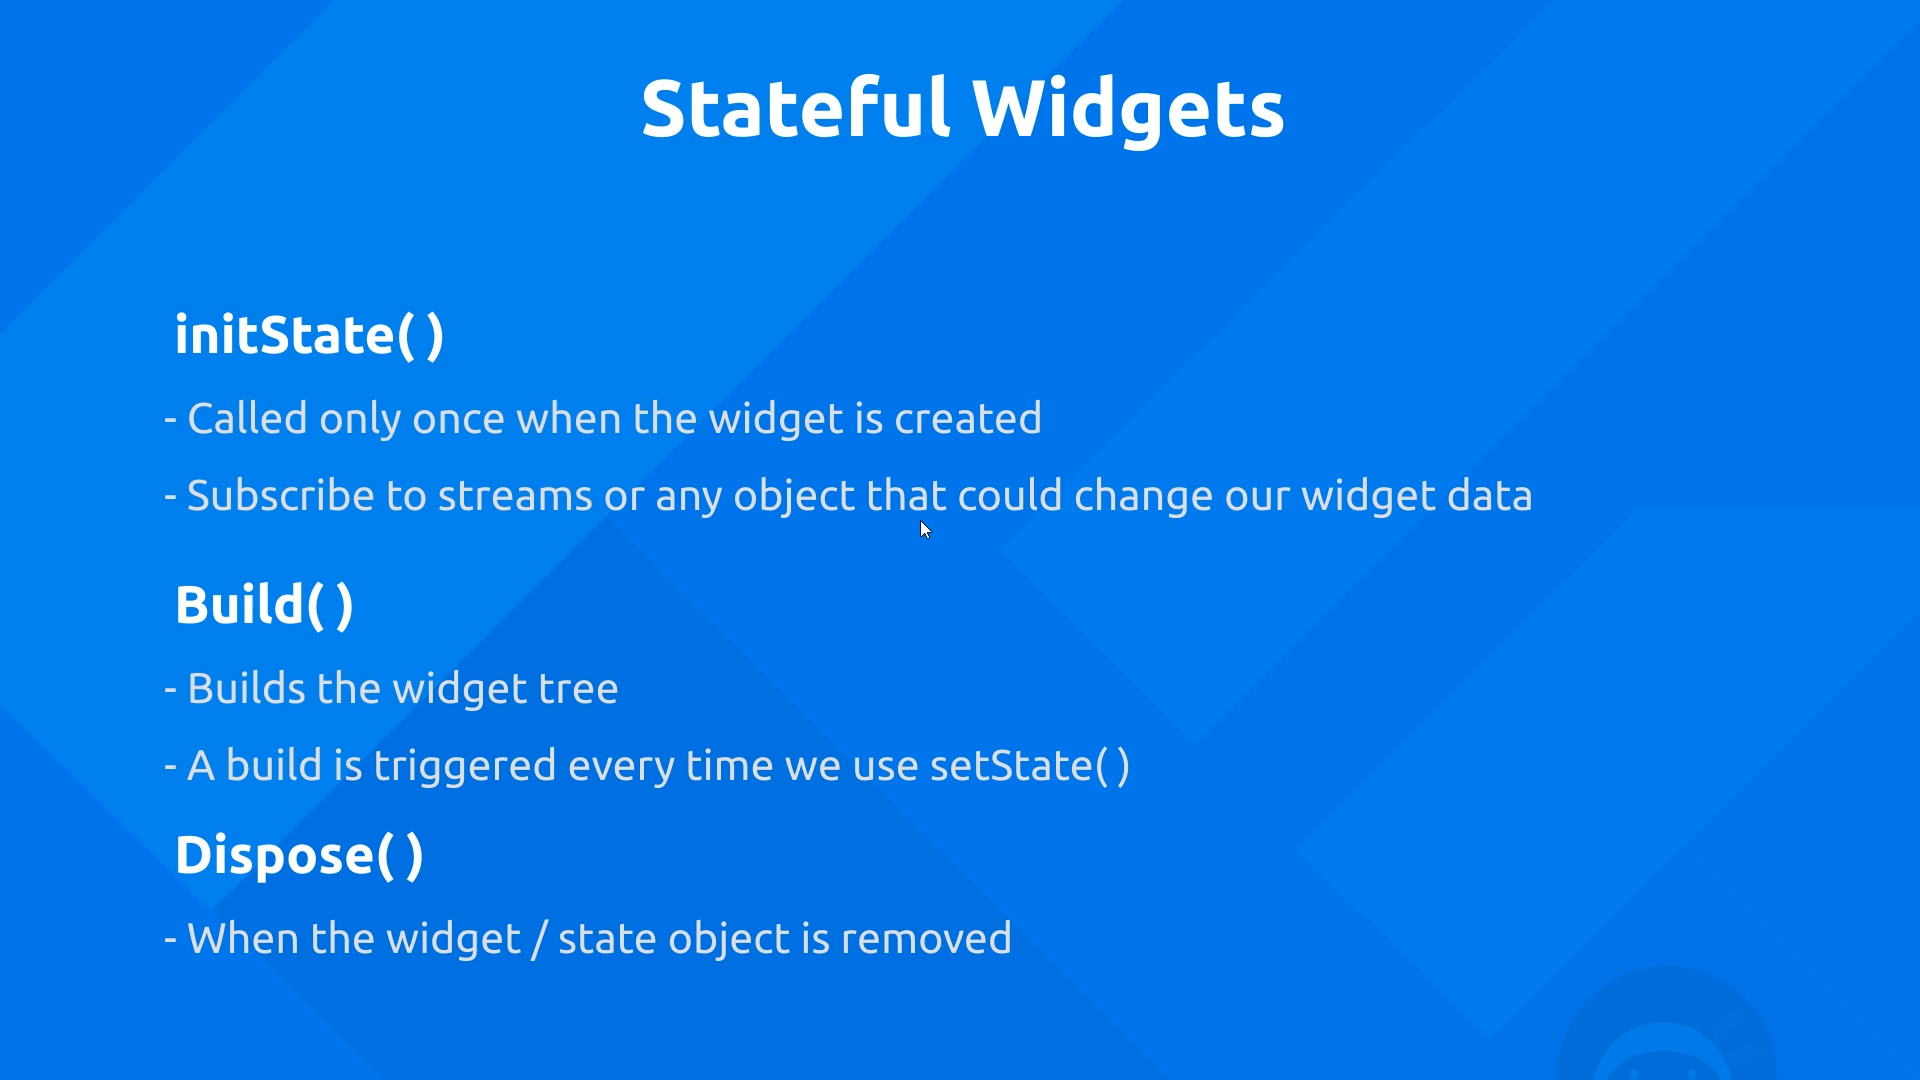 Stateful Widgets
initState( )
- Called only once when the widget is created
- Subscribe to streams or any object that could change our widget data
Build( )
- Builds the widget tree
- A build is triggered every time we use setState( )
Dispose( )
- When the widget / state object is removed